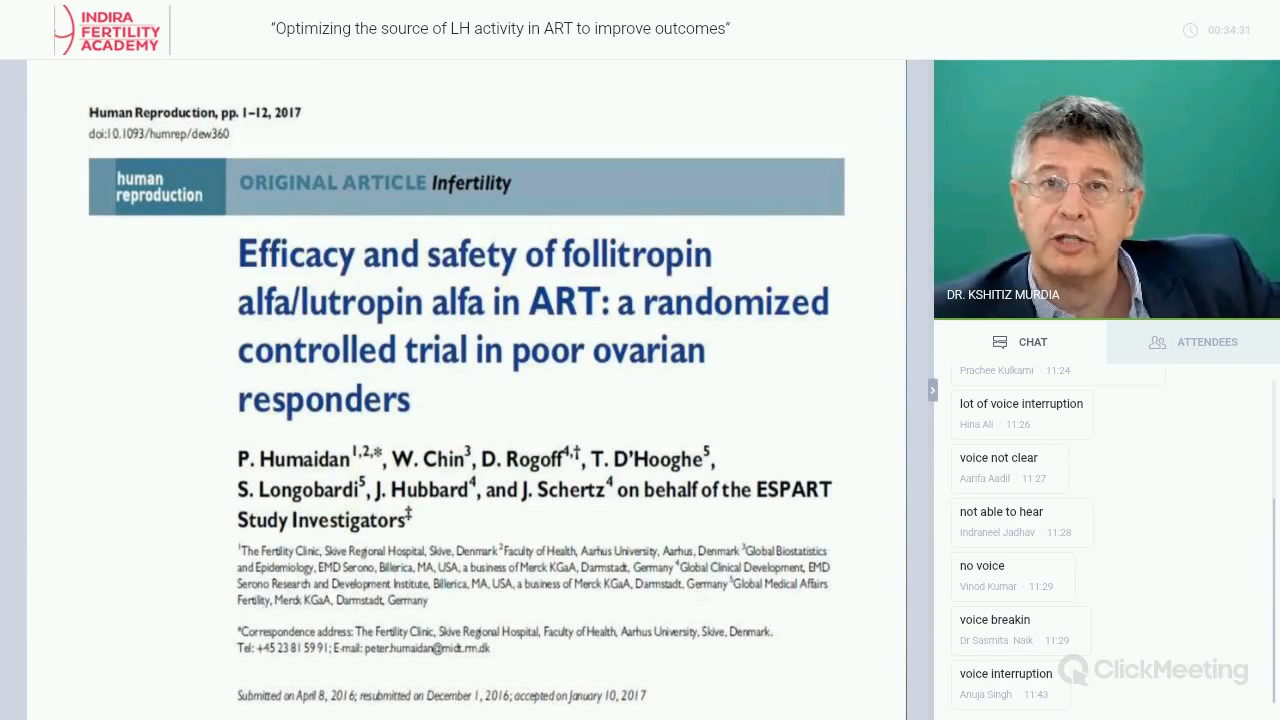 INDIRA
FERTILITY
ACADEMY
“Optimizing the source of LH activity in ART to improve outcomes”
00:34:31
Human Reproduction, pp. 1–12, 2017
doi:10.1093/humrep/dew360
human
reproduction
ORIGINAL ARTICLE Infertility
Efficacy and safety of follitropin
alfa/lutropin alfa in ART: a randomized
controlled trial in poor ovarian
responders
P. Humaidan1,2,*, W. Chin3, D. Rogoff4,†, T. D’Hooghe5,
S. Longobardi5, J. Hubbard4, and J. Schertz4 on behalf of the ESPART
Study Investigators‡
1The Fertility Clinic, Skive Regional Hospital, Skive, Denmark 2Faculty of Health, Aarhus University, Aarhus, Denmark 3Global Biostatistics
and Epidemiology, EMD Serono, Billerica, MA, USA, a business of Merck KGaA, Darmstadt, Germany 4Global Clinical Development, EMD
Serono Research and Development Institute, Billerica, MA, USA, a business of Merck KGaA, Darmstadt, Germany 5Global Medical Affairs
Fertility, Merck KGaA, Darmstadt, Germany
*Correspondence address: The Fertility Clinic, Skive Regional Hospital, Faculty of Health, Aarhus University, Skive, Denmark.
Tel: +45 23 81 59 91; E-mail: peter.humaidan@midt.rm.dk
Submitted on April 8, 2016; resubmitted on December 1, 2016; accepted on January 10, 2017
DR. KSHITIZ MURDIA
CHAT
ATTENDEES
Prachee Kulkarni 11:24
lot of voice interruption
Hina Ali 11:26
voice not clear
Aarifa Aadil 11:27
not able to hear
Indraneel Jadhav 11:28
no voice
Vinod Kumar 11:29
voice breakin
Dr Sasmita Naik 11:29
voice interruption
Anuja Singh 11:43
ClickMeeting